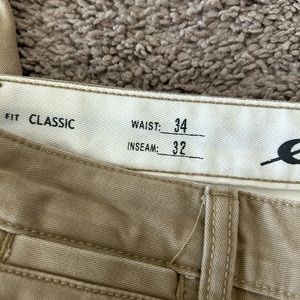 FIT CLASSIC
WAIST: 34
INSEAM: 32